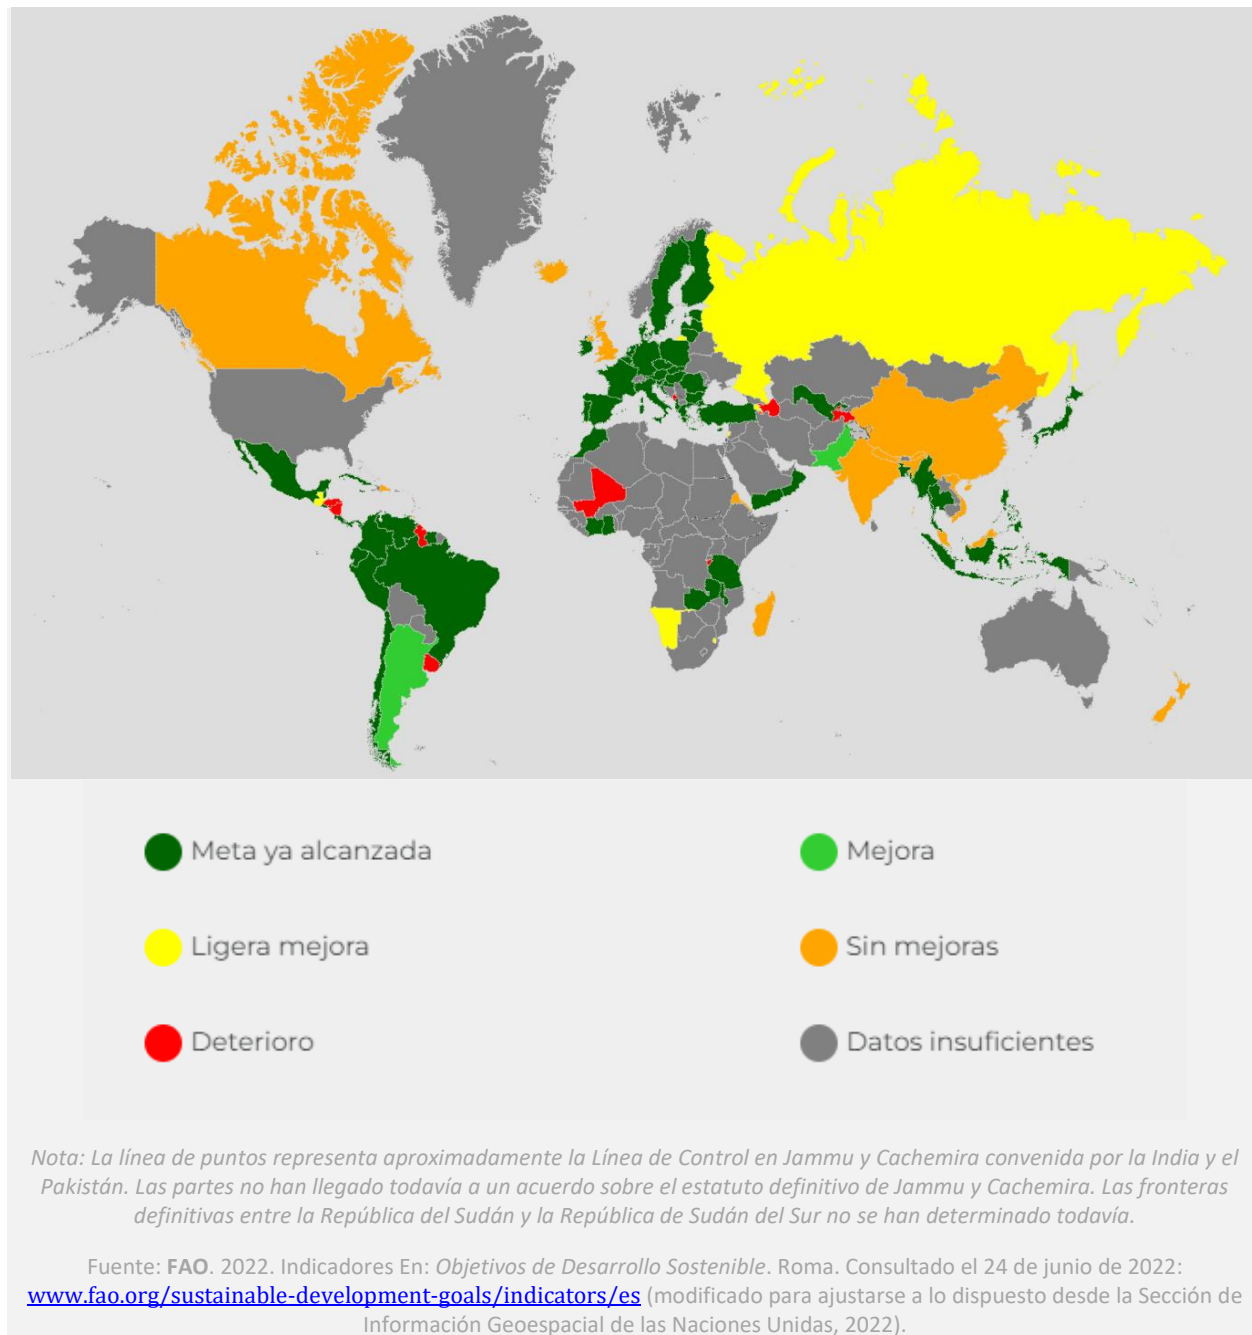 Meta ya alcanzada
Mejora
Ligera mejora
Sin mejoras
Deterioro
Datos insuficientes
Nota: La línea de puntos representa aproximadamente la Línea de Control en Jammu y Cachemira convenida por la India y el
Pakistán. Las partes no han llegado todavía a un acuerdo sobre el estatuto definitivo de Jammu y Cachemira. Las fronteras
definitivas entre la República del Sudán y la República de Sudán del Sur no se han determinado todavía.
Fuente: FAO. 2022. Indicadores En: Objetivos de Desarrollo Sostenible. Roma. Consultado el 24 de junio de 2022:
www.fao.org/sustainable-development-goals/indicators/es (modificado para ajustarse a lo dispuesto desde la Sección de
Información Geoespacial de las Naciones Unidas, 2022).